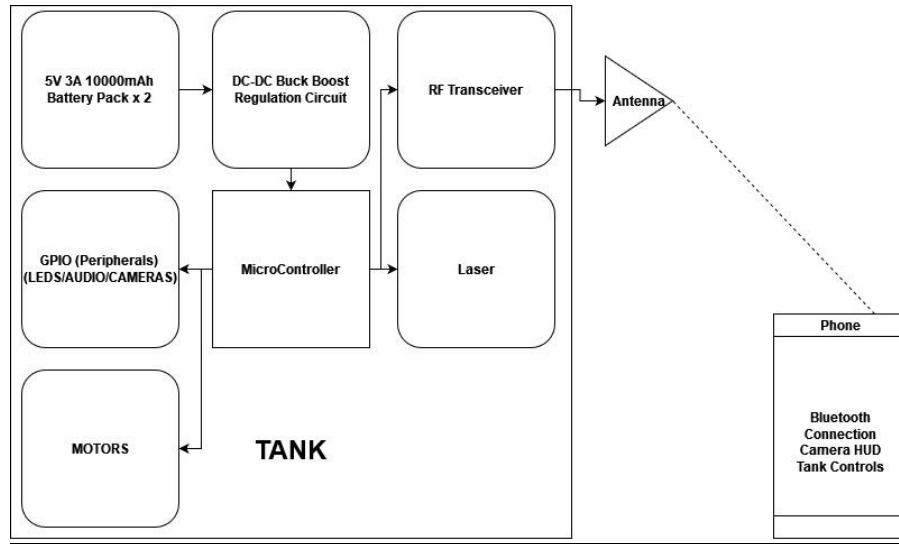 5V 3A 10000mAh
Battery Pack x 2
DC-DC Buck Boost
Regulation Circuit
RF Transceiver
Antenna
GPIO (Peripherals)
(LEDS/AUDIO/CAMERAS)
MicroController
Laser
Phone
Bluetooth
Connection
Camera HUD
Tank Controls
MOTORS
TANK